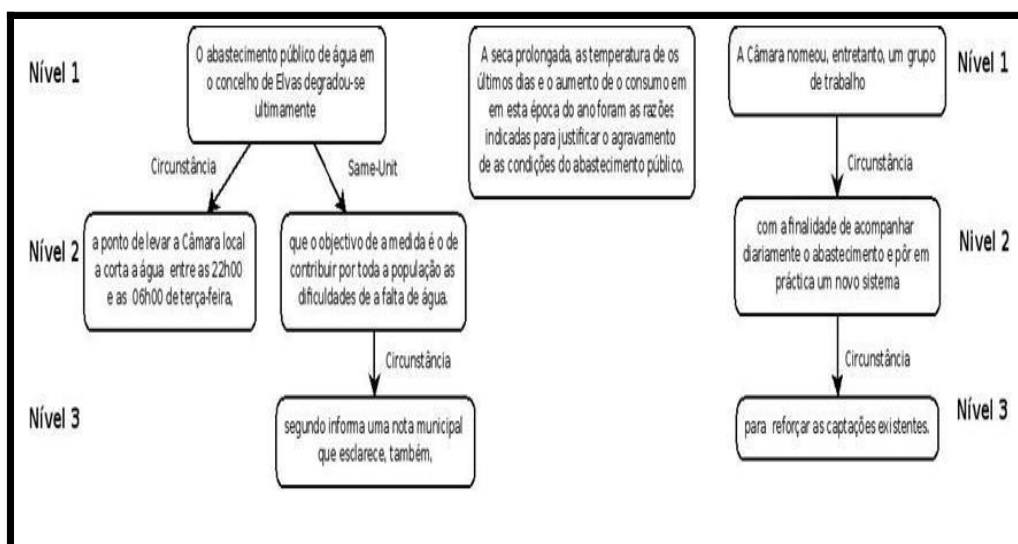 Nível 1
O abastecimento público de água em
o concelho de Elvas degradou-se
ultimamente
A seca prolongada, as temperatura de os
últimos dias e o aumento de o consumo em
em esta época do ano foram as razões
indicadas para justificar o agravamento
de as condições do abastecimento público.
A Câmara nomeou, entretanto, um grupo
de trabalho
Nível 1
Circunstância
Same-Unit
Circunstância
Nível 2
a ponto de levar a Câmara local
a corta a água entre as 22h00
e as 06h00 de terça-feira,
que o objectivo de a medida é o de
contribuir por toda a população as
dificuldades de a falta de água.
com a finalidade de acompanhar
diariamente o abastecimento e pôr em
práctica um novo sistema
Nível 2
Circunstância
Circunstância
Nível 3
segundo informa uma nota municipal
que esclarece, também,
para reforçar as captações existentes.
Nível 3